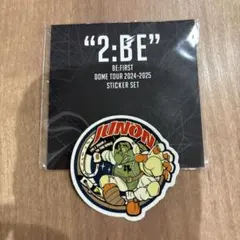 "2:BE"
BE:FIRST
DOME TOUR 2024-2025
STICKER SET
JUNON